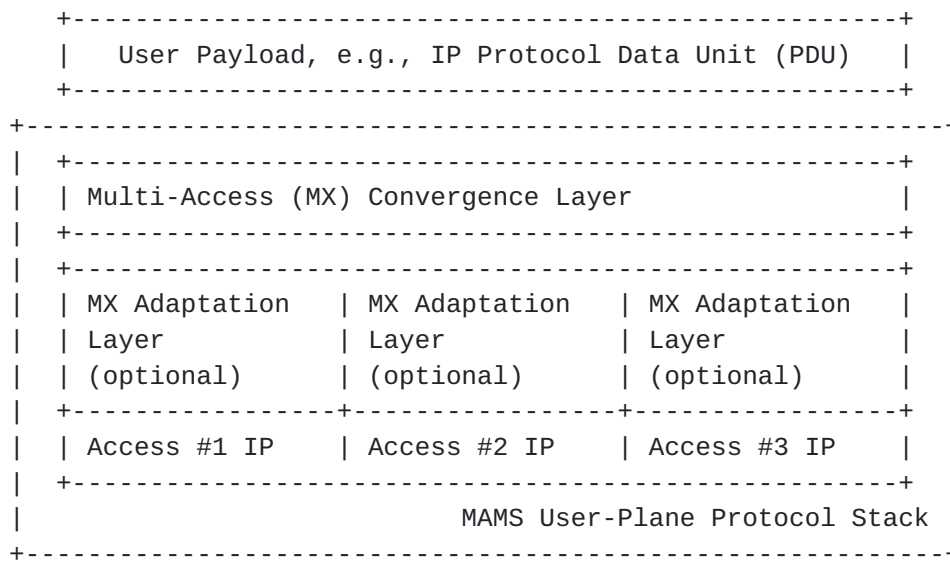 +-----------------------------------------------------+
|   User Payload, e.g., IP Protocol Data Unit (PDU)   |
+-----------------------------------------------------+
+-----------------------------------------------------------
|  +-----------------------------------------------------+
|  | Multi-Access (MX) Convergence Layer                 |
|  +-----------------------------------------------------+
|  +-----------------------------------------------------+
|  | MX Adaptation   | MX Adaptation   | MX Adaptation   |
|  | Layer           | Layer           | Layer           |
|  | (optional)      | (optional)      | (optional)      |
|  +-----------------+-----------------+-----------------+
|  | Access #1 IP    | Access #2 IP    | Access #3 IP    |
|  +-----------------------------------------------------+
|                            MAMS User-Plane Protocol Stack
+-----------------------------------------------------------